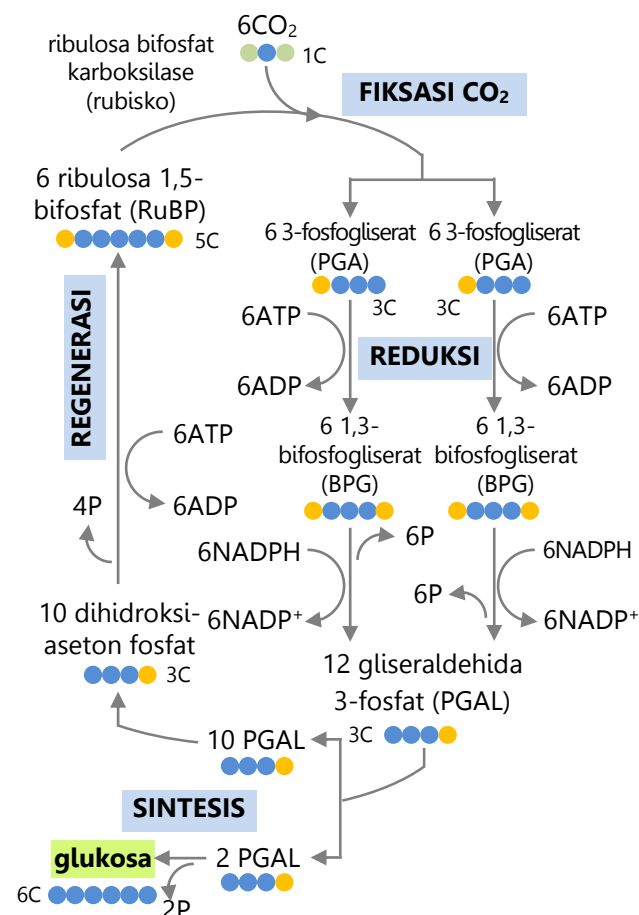 6CO₂
1C
ribulosa bifosfat
karboksilase
(rubisko)
FIKSASI CO₂
6 ribulosa 1,5-
bifosfat (RuBP)
5C
6 3-fosfogliserat
(PGA)
3C
6 3-fosfogliserat
(PGA)
3C
6ATP
6ADP
REDUKSI
6ATP
6ADP
REGENERASI
6ATP
6ADP
4P
6 1,3-
bifosfogliserat
(BPG)
6 1,3-
bifosfogliserat
(BPG)
6NADPH
6P
6NADP⁺
6NADPH
6P
6NADP⁺
10 dihidroksi-
aseton fosfat
3C
12 gliseraldehida
3-fosfat (PGAL)
3C
10 PGAL
SINTESIS
2 PGAL
glukosa
6C
2P